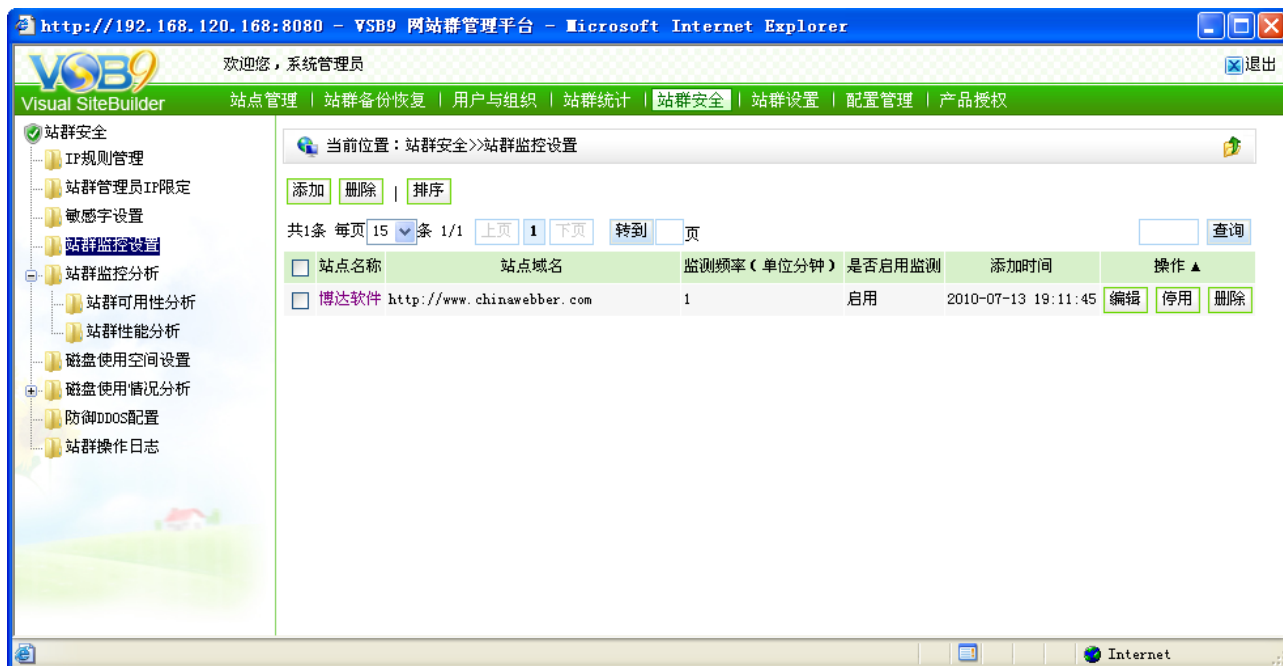 http://192.168.120.168:8080 - VSB9 网站群管理平台 - Microsoft Internet Explorer
VSB9
Visual SiteBuilder
欢迎您，系统管理员
退出
站点管理 | 站群备份恢复 | 用户与组织 | 站群统计 | 站群安全 | 站群设置 | 配置管理 | 产品授权
站群安全
IP规则管理
站群管理员IP限定
敏感字设置
站群监控设置
站群监控分析
站群可用性分析
站群性能分析
磁盘使用空间设置
磁盘使用情况分析
防御DDOS配置
站群操作日志
当前位置：站群安全>>站群监控设置
添加 删除 | 排序
共1条 每页 15 条 1/1 上页 1 下页 转到 页 查询
站点名称 站点域名 监测频率（单位分钟） 是否启用监测 添加时间 操作▲
博达软件 http://www.chinawebber.com 1 启用 2010-07-13 19:11:45 编辑 停用 删除
Internet